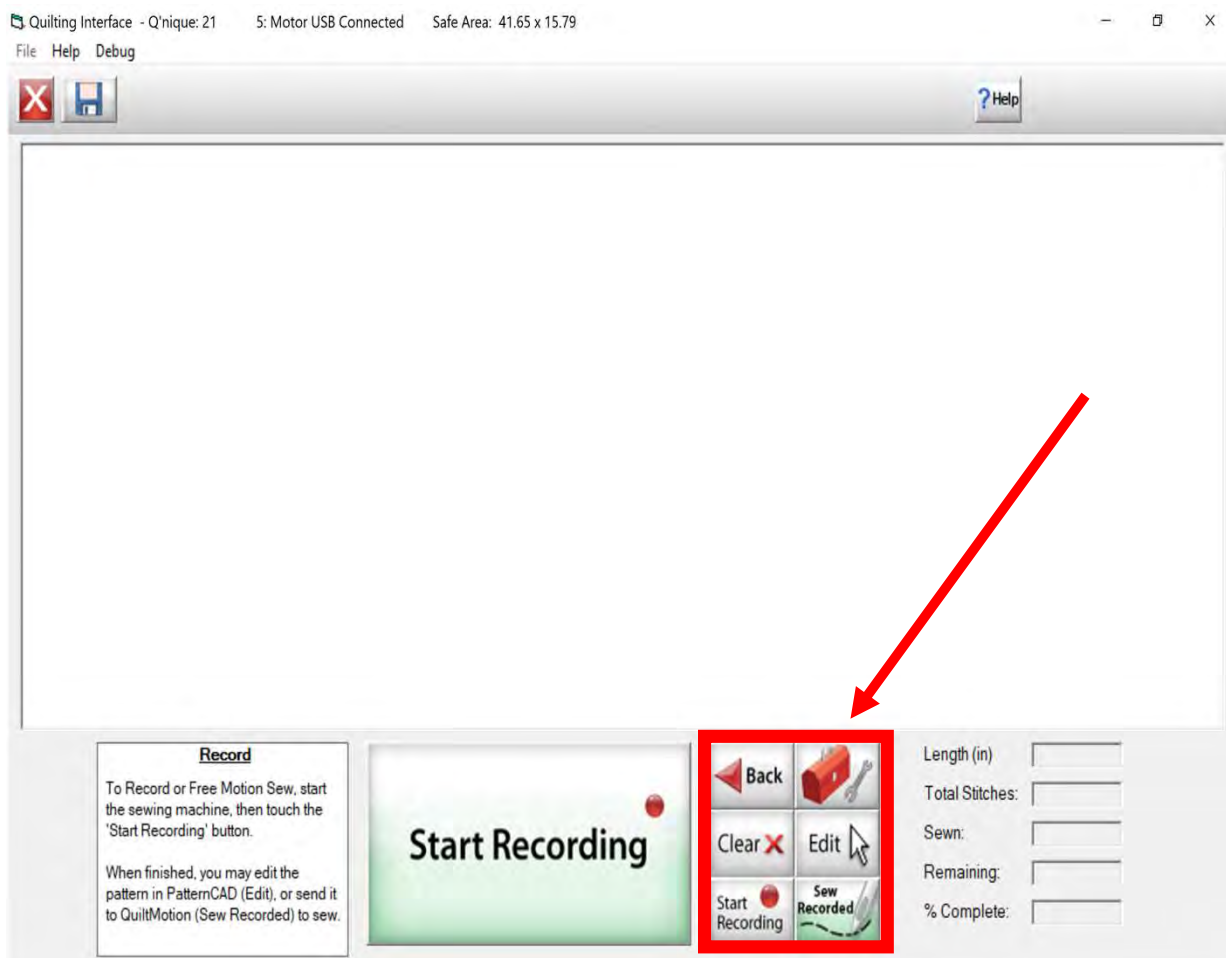 Quilting Interface - Q'nique: 21 5: Motor USB Connected Safe Area: 41.65 x 15.79
File Help Debug
X ? Help
Record
To Record or Free Motion Sew, start
the sewing machine, then touch the
'Start Recording' button.
When finished, you may edit the
pattern in PatternCAD (Edit), or send it
to QuiltMotion (Sew Recorded) to sew.
Start Recording
Back
Clear X Edit
Start
Recording
Sew
Recorded
Length (in)
Total Stitches:
Sewn:
Remaining:
% Complete: